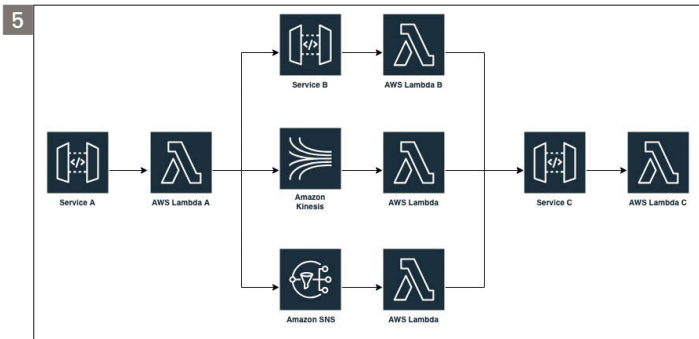 5
</>
Service B
AWS Lambda B
</>
Service A
AWS Lambda A
Amazon
Kinesis
AWS Lambda
</>
Service C
AWS Lambda C
Amazon SNS
AWS Lambda